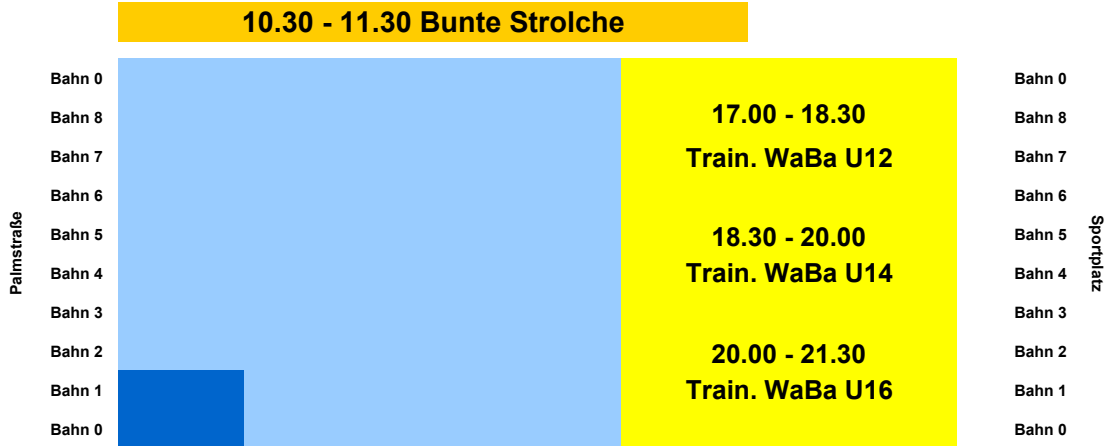 10.30 - 11.30 Bunte Strolche
Palmstraße
Bahn 0
Bahn 8
Bahn 7
Bahn 6
Bahn 5
Bahn 4
Bahn 3
Bahn 2
Bahn 1
Bahn 0
17.00 - 18.30
Train. WaBa U12
18.30 - 20.00
Train. WaBa U14
20.00 - 21.30
Train. WaBa U16
Bahn 0
Bahn 8
Bahn 7
Bahn 6
Bahn 5
Bahn 4
Bahn 3
Bahn 2
Bahn 1
Bahn 0
Sportplatz